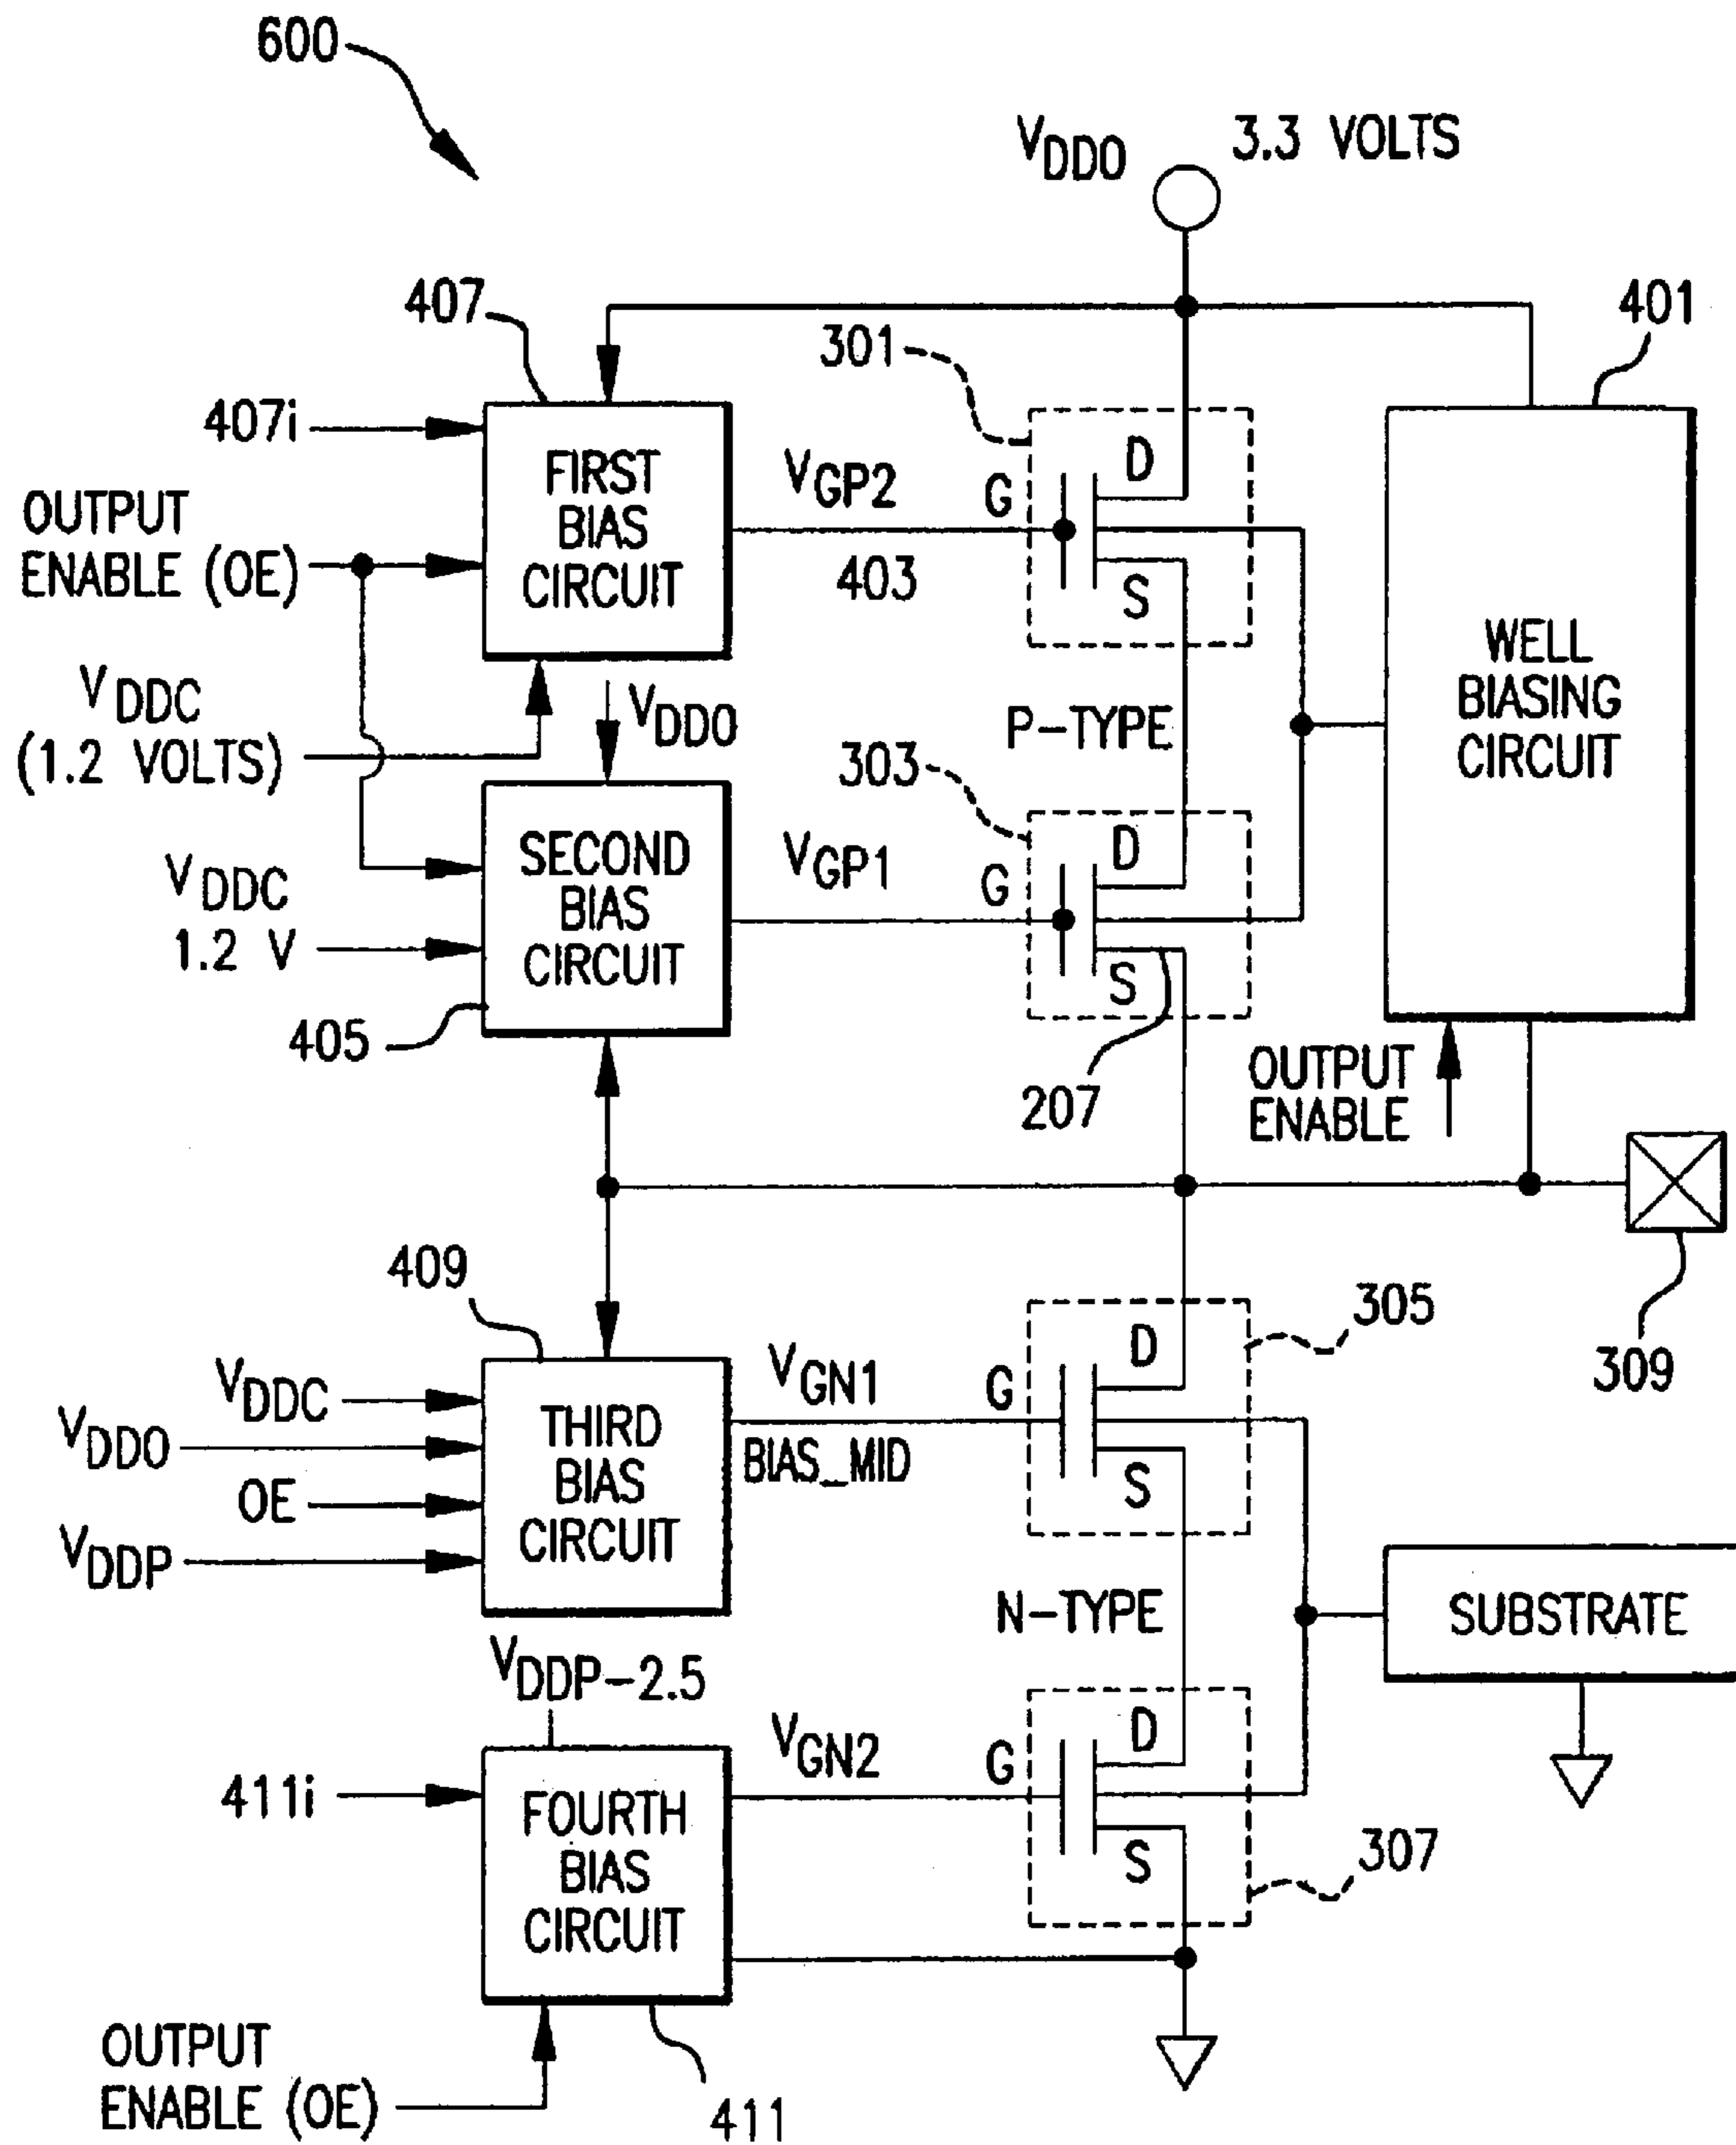 600
VDDO 3.3 VOLTS
407
301
401
407i
FIRST
BIAS
CIRCUIT
VGP2
403
G
D
S
OUTPUT
ENABLE (OE)
WELL
BIASING
CIRCUIT
VDDC
(1.2 VOLTS)
VDDO
P-TYPE
303
SECOND
BIAS
CIRCUIT
VGP1
G
D
S
VDDC
1.2 V
405
207
OUTPUT
ENABLE
409
305
309
VDDC
VDDO
OE
VDDP
THIRD
BIAS
CIRCUIT
VGN1
BIAS_MID
G
D
S
N-TYPE
SUBSTRATE
VDDP-2.5
411i
FOURTH
BIAS
CIRCUIT
VGN2
G
D
S
307
OUTPUT
ENABLE (OE)
411